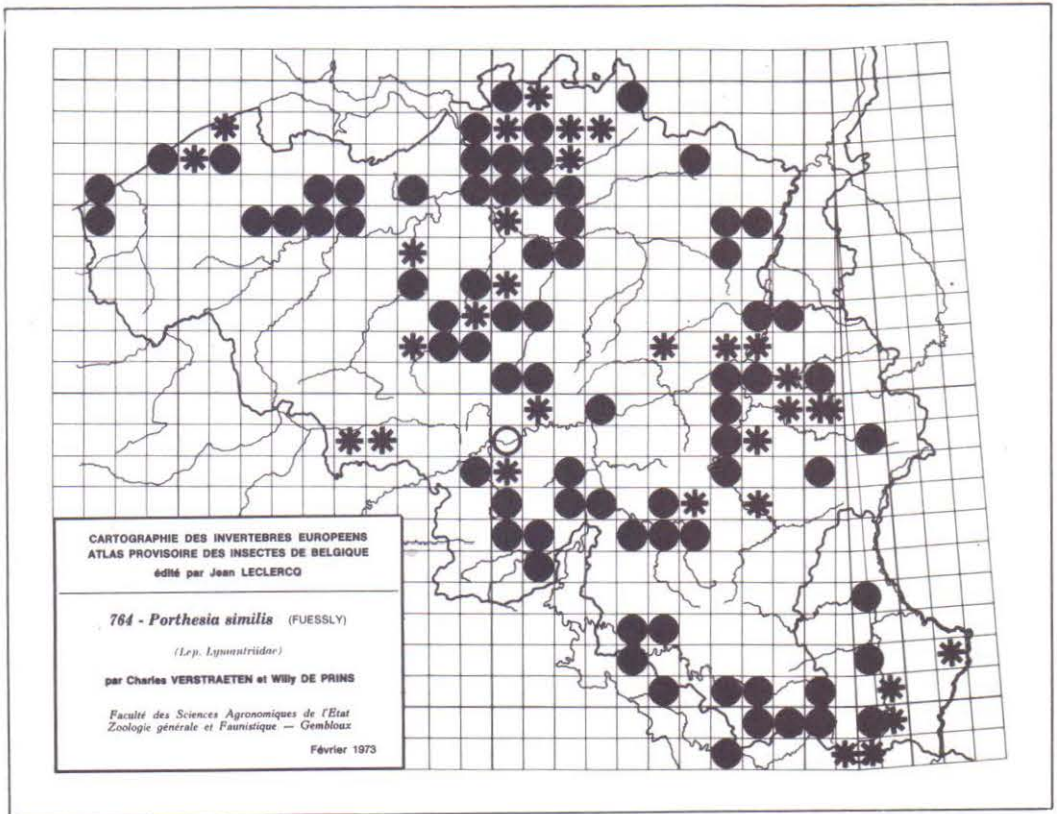 CARTOGRAPHIE DES INVERTEBRES EUROPEENS
ATLAS PROVISOIRE DES INSECTES DE BELGIQUE
édité par Jean LECLERCQ
764 - Porthesia similis (FUESSLY)
(Lep. Lymantriidae)
par Charles VERSTRAETEN et Willy DE PRINS
Faculté des Sciences Agronomiques de l'Etat
Zoologie générale et Faunistique — Gembloux
Février 1973